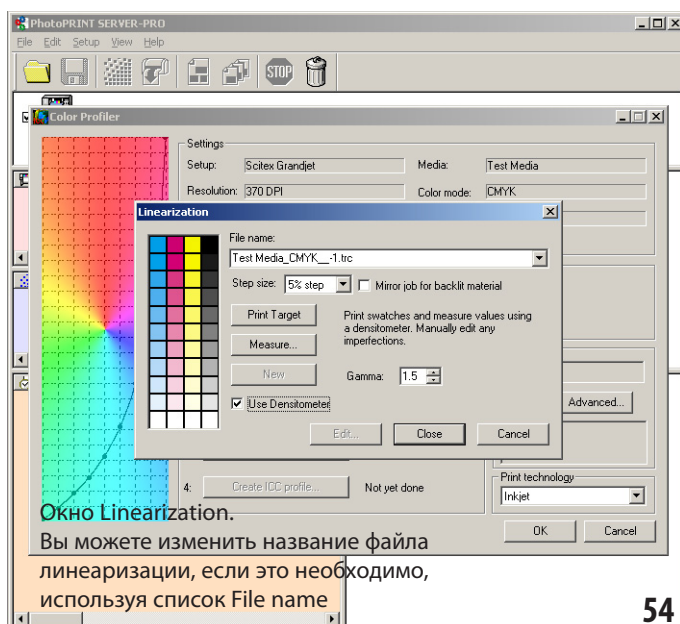 PhotoPRINT SERVER-PRO
File Edit Setup View Help
STOP
Color Profiler
Settings
Setup: Scitex Grandjet Media: Test Media
Resolution: 370 DPI Color mode: CMYK
Linearization
File name:
Test Media_CMYK__-1.trc
Step size: 5% step Mirror job for backlit material
Print Target Print swatches and measure values using
a densitometer. Manually edit any
imperfections.
Measure...
New Gamma: 1.5
Use Densitometer
Advanced...
Edit... Close Cancel
4: Create ICC profile... Not yet done
Print technology
Inkjet
OK Cancel
Окно Linearization.
Вы можете изменить название файла
линеаризации, если это необходимо,
используя список File name
54